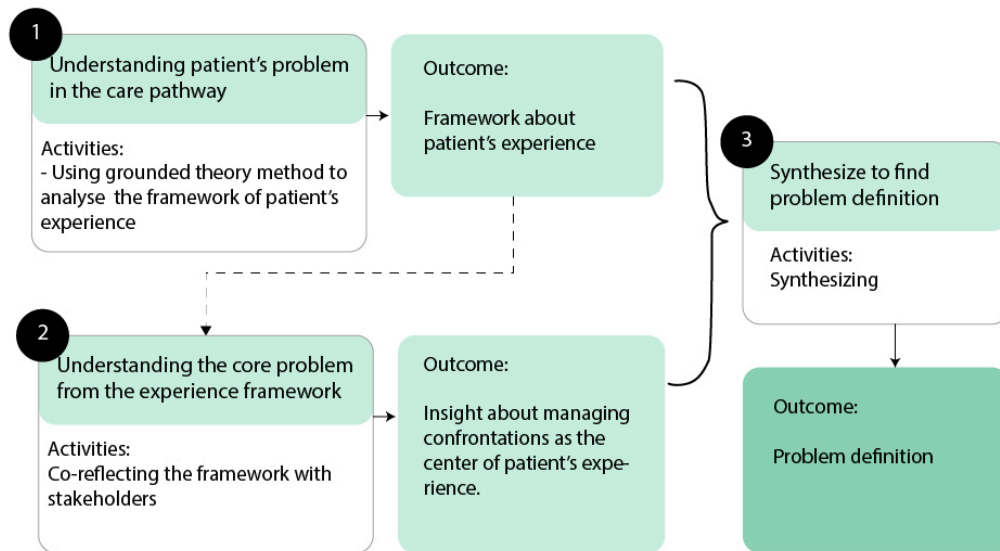 1
Understanding patient's problem
in the care pathway
Activities:
- Using grounded theory method to
analyse the framework of patient's
experience
Outcome:
Framework about
patient's experience
2
Understanding the core problem
from the experience framework
Activities:
Co-reflecting the framework with
stakeholders
Outcome:
Insight about managing
confrontations as the
center of patient's expe-
rience.
3
Synthesize to find
problem definition
Activities:
Synthesizing
Outcome:
Problem definition